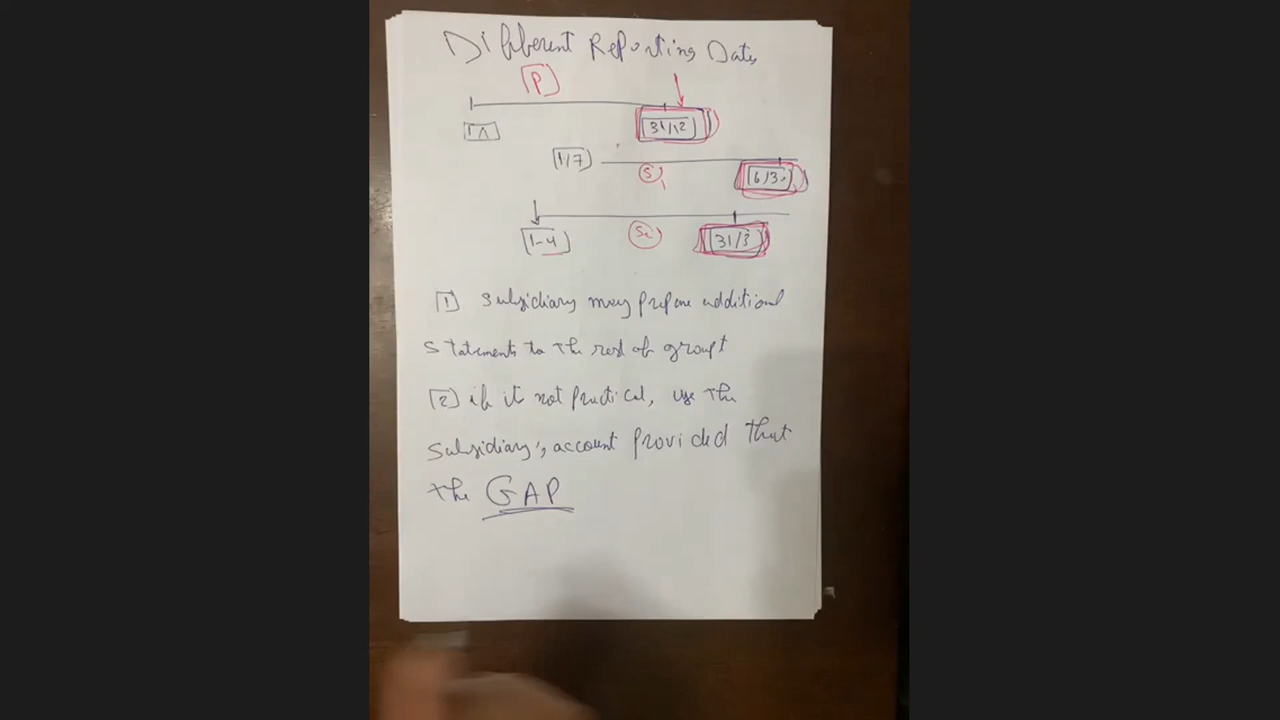 Different Reporting Dates
P
1/1
31/12
1/7
S1
6/30
1-4
S2
31/3
1 Subsidiary may prepare additional
statements to the rest of group
2 if it not practical, use the
subsidiary's account provided that
the GAP